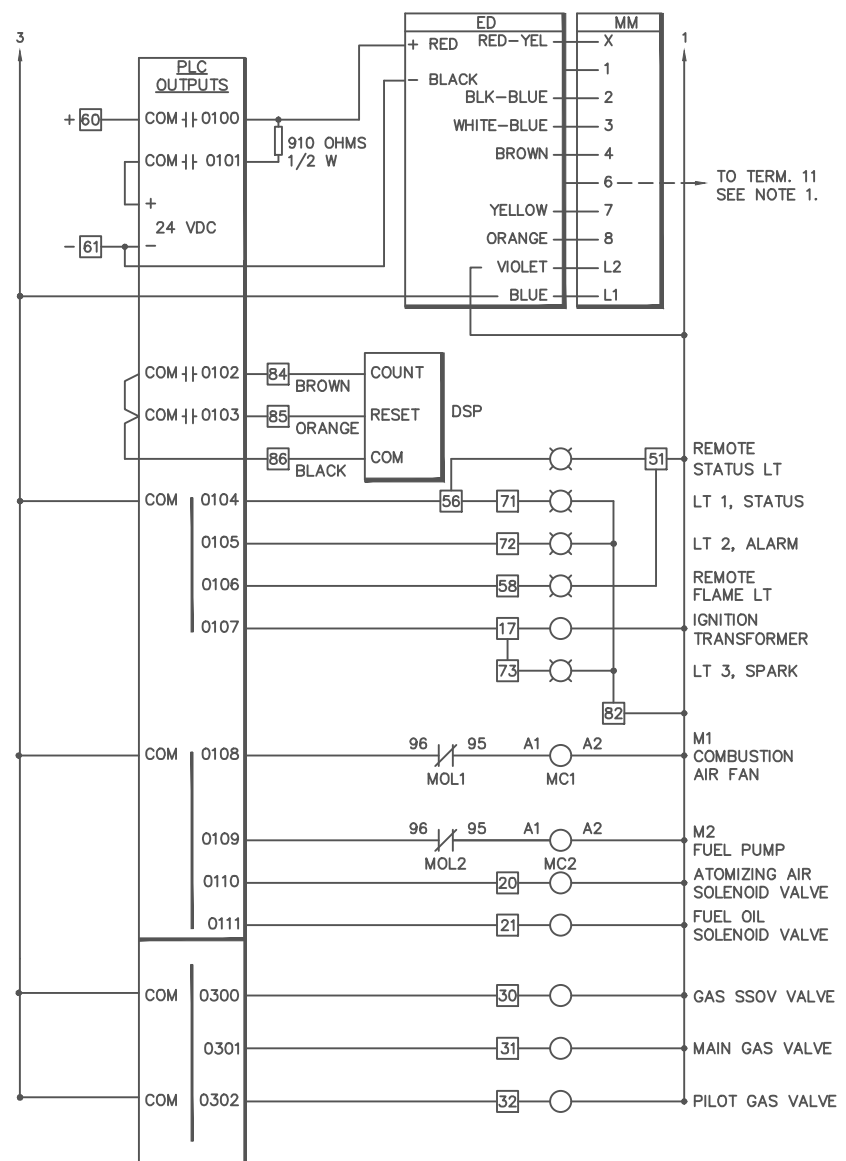 ED MM
3 1
+ RED RED-YEL X
PLC
OUTPUTS
1
- BLACK
BLK-BLUE 2
+ 60 COM 0100
WHITE-BLUE 3
910 OHMS
1/2 W
COM 0101
BROWN 4
6 TO TERM. 11
SEE NOTE 1.
+
24 VDC
YELLOW 7
- 61 -
ORANGE 8
VIOLET L2
BLUE L1
COM 0102 84 BROWN COUNT
COM 0103 85 ORANGE RESET DSP
86 BLACK COM
51 REMOTE
STATUS LT
COM 0104 56 71 LT 1, STATUS
0105 72 LT 2, ALARM
0106 58 REMOTE
FLAME LT
0107 17 IGNITION
TRANSFORMER
73 LT 3, SPARK
82
COM 0108 96 95 A1 A2 M1
COMBUSTION
AIR FAN
MOL1 MC1
0109 96 95 A1 A2 M2
FUEL PUMP
MOL2 MC2
0110 20 ATOMIZING AIR
SOLENOID VALVE
0111 21 FUEL OIL
SOLENOID VALVE
COM 0300 30 GAS SSOV VALVE
0301 31 MAIN GAS VALVE
COM 0302 32 PILOT GAS VALVE